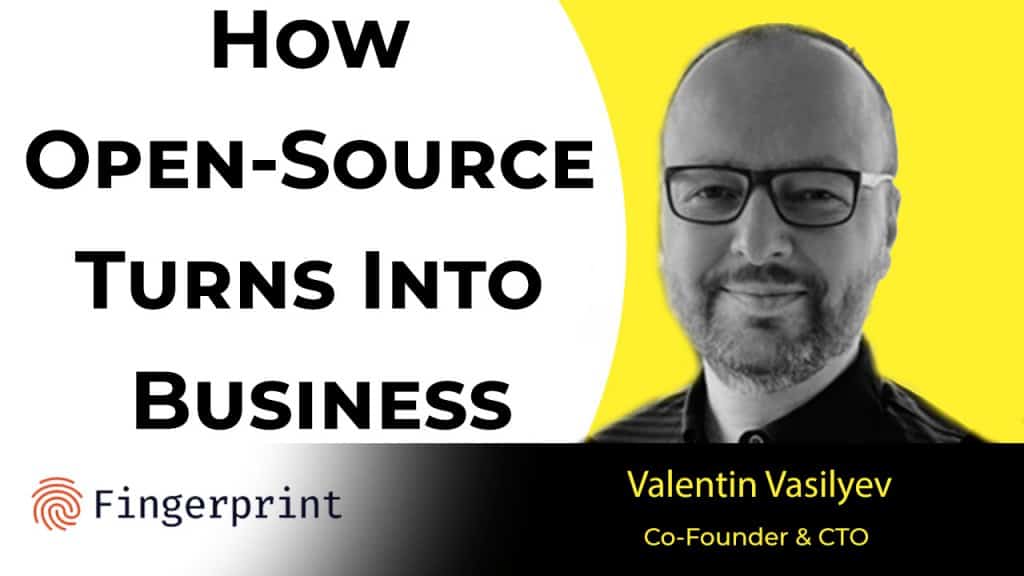 How
Open-Source
Turns Into
Business
Fingerprint
Valentin Vasilyev
Co-Founder & CTO